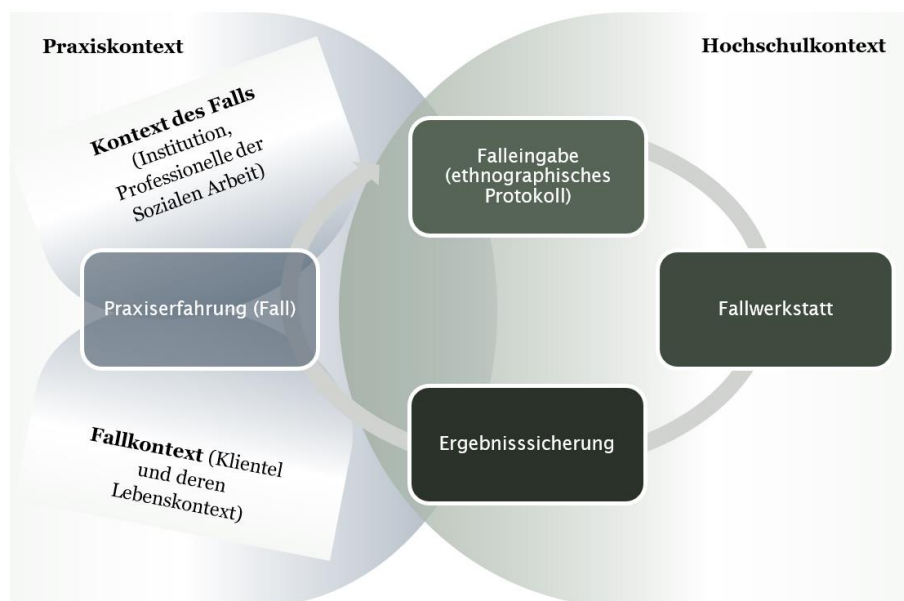 Praxiskontext
Hochschulkontext
Kontext des Falls
(Institution,
Professionelle der
Sozialen Arbeit)
Falleingabe
(ethnographisches
Protokoll)
Praxiserfahrung (Fall)
Fallwerkstatt
Fallkontext (Klientel
und deren
Lebenskontext)
Ergebnisssicherung